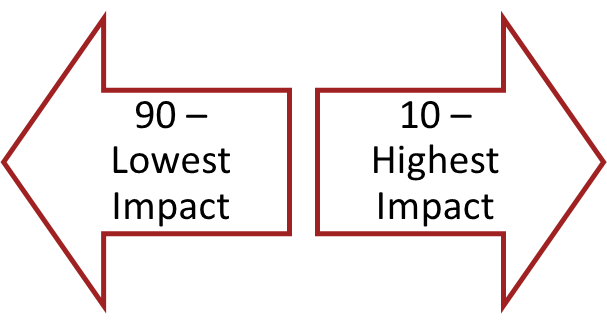 90 –
Lowest
Impact
10 –
Highest
Impact